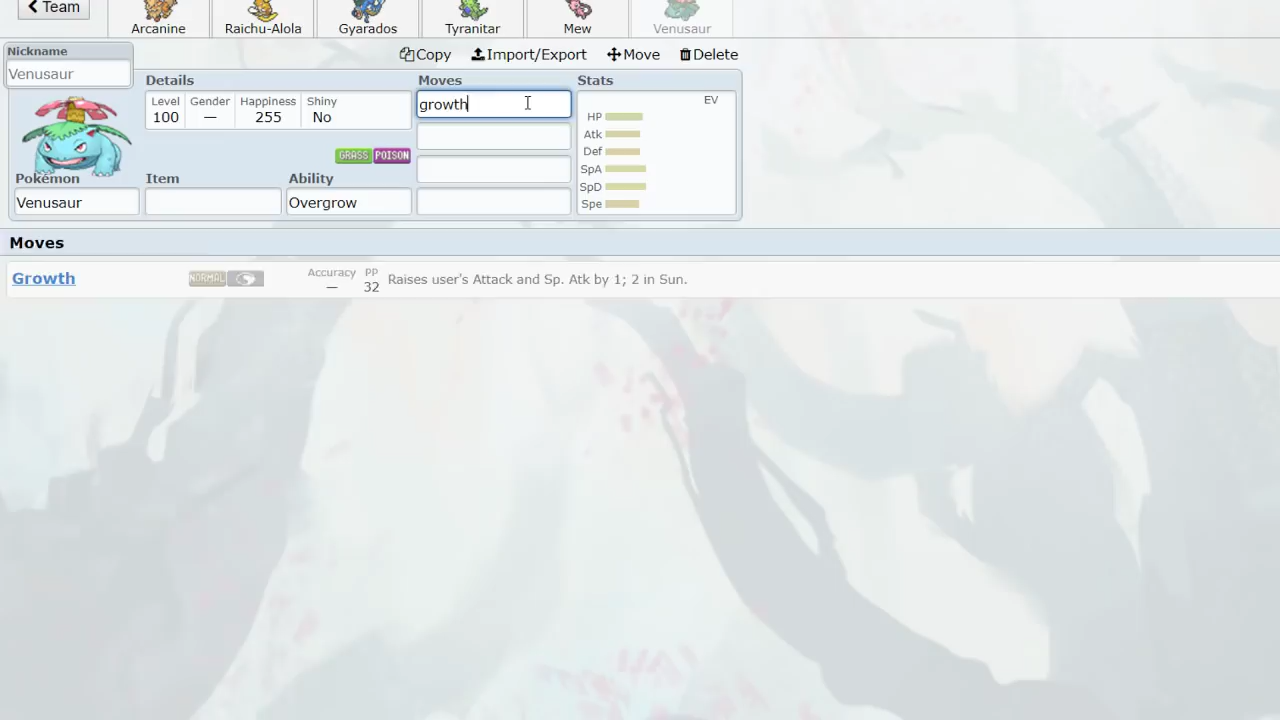 Team
Arcanine
Raichu-Alola
Gyarados
Tyranitar
Mew
Venusaur
Nickname
Venusaur
Copy
Import/Export
Move
Delete
Details
Moves
Stats
Level
Gender
Happiness
Shiny
100
—
255
No
growth
EV
HP
Atk
Def
SpA
SpD
Spe
GRASS
POISON
Pokémon
Item
Ability
Venusaur
Overgrow
Moves
Growth
NORMAL
Accuracy
—
PP
32
Raises user's Attack and Sp. Atk by 1; 2 in Sun.